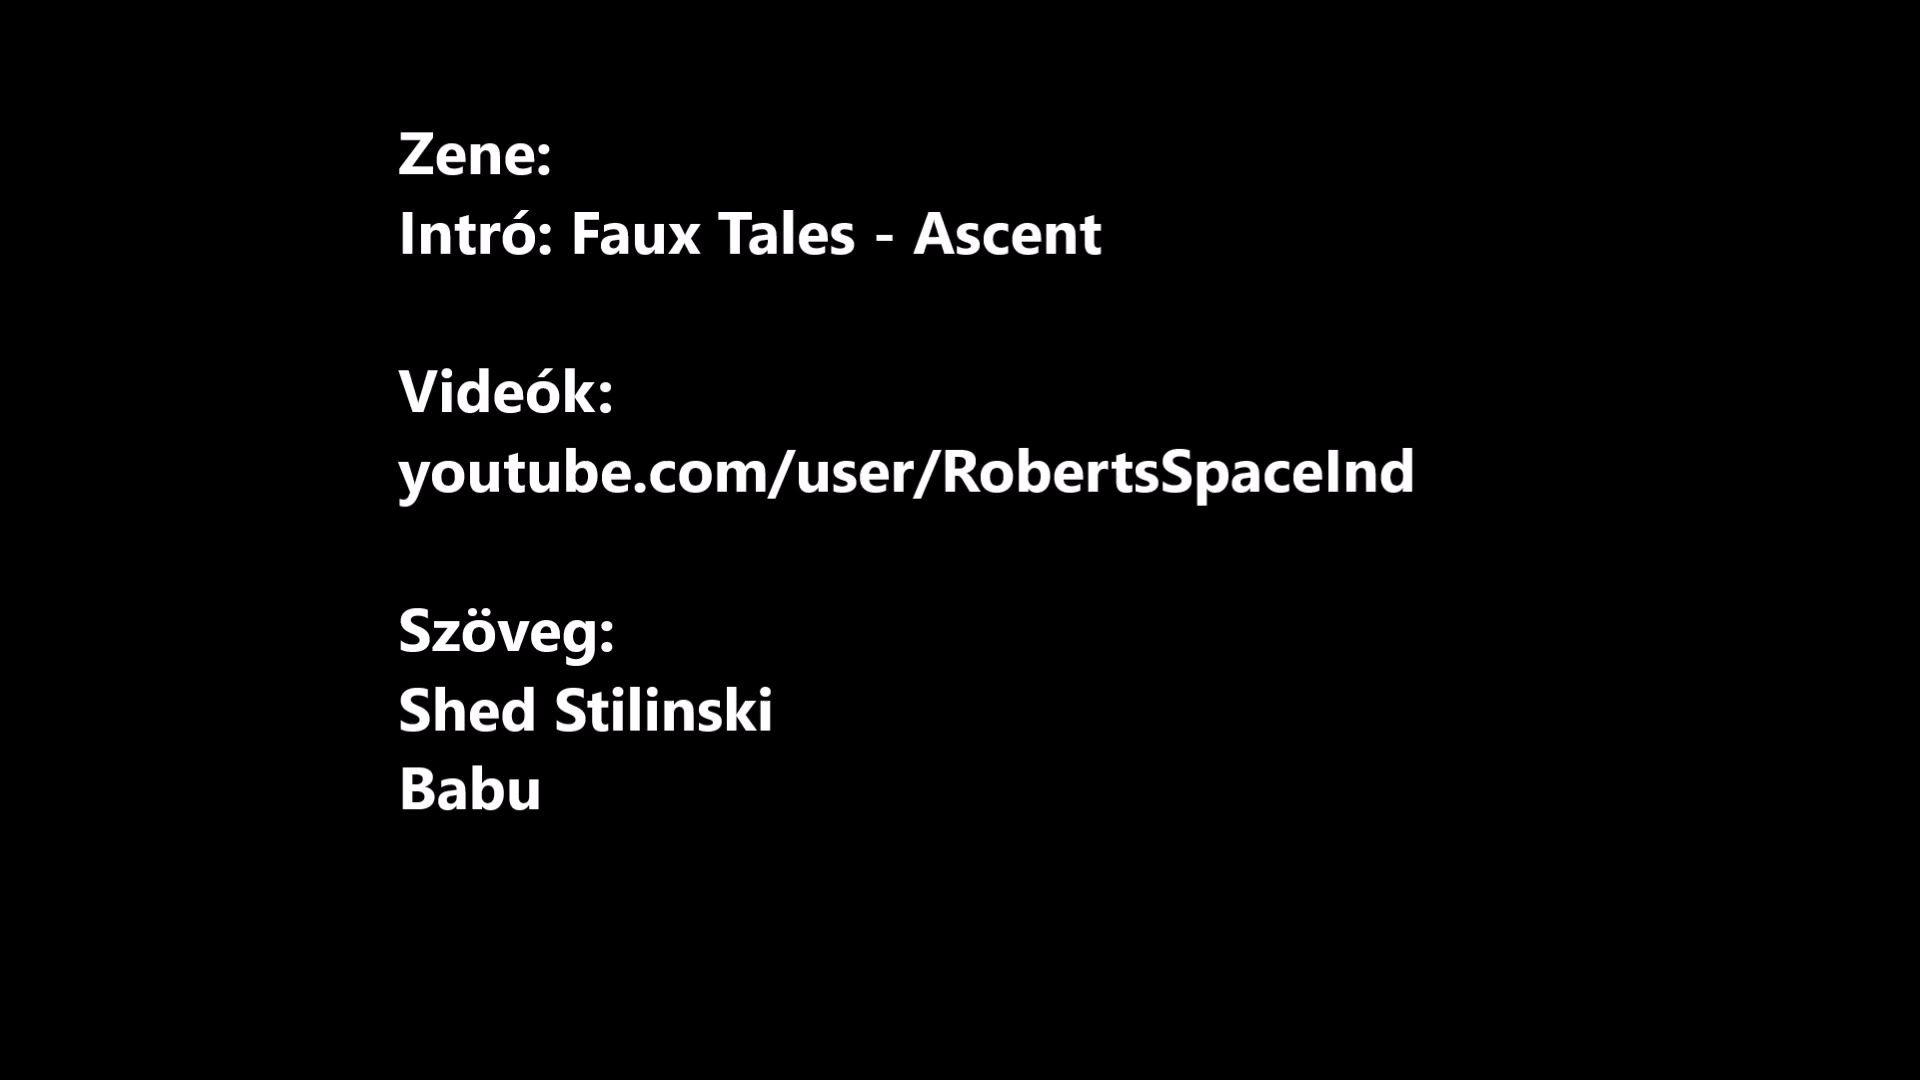 Zene:
Intró: Faux Tales - Ascent
Videók:
youtube.com/user/RobertsSpaceInd
Szöveg:
Shed Stilinski
Babu